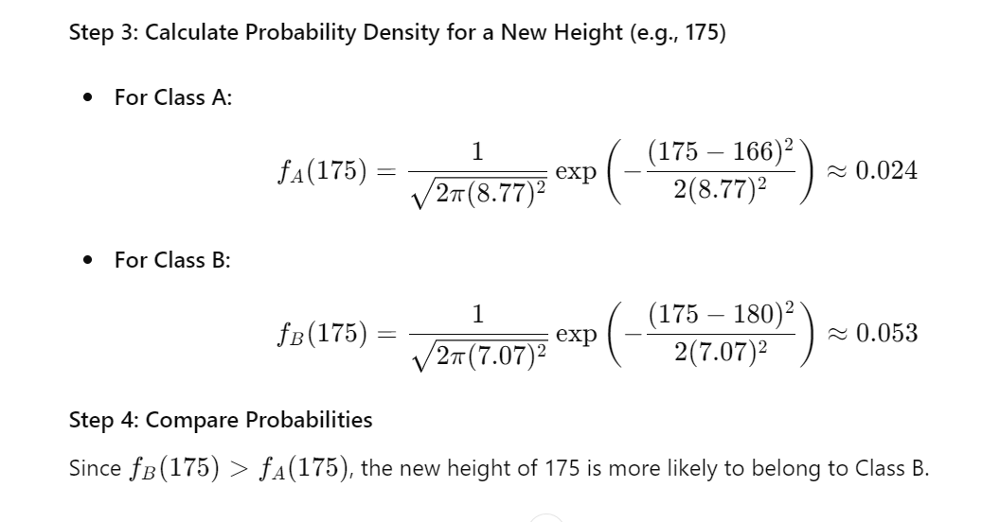 Step 3: Calculate Probability Density for a New Height (e.g., 175)
• For Class A:
f_A(175) = \frac{1}{\sqrt{2\pi(8.77)^2}} \exp\left(-\frac{(175-166)^2}{2(8.77)^2}\right) \approx 0.024
• For Class B:
f_B(175) = \frac{1}{\sqrt{2\pi(7.07)^2}} \exp\left(-\frac{(175-180)^2}{2(7.07)^2}\right) \approx 0.053
Step 4: Compare Probabilities
Since f_B(175) > f_A(175), the new height of 175 is more likely to belong to Class B.